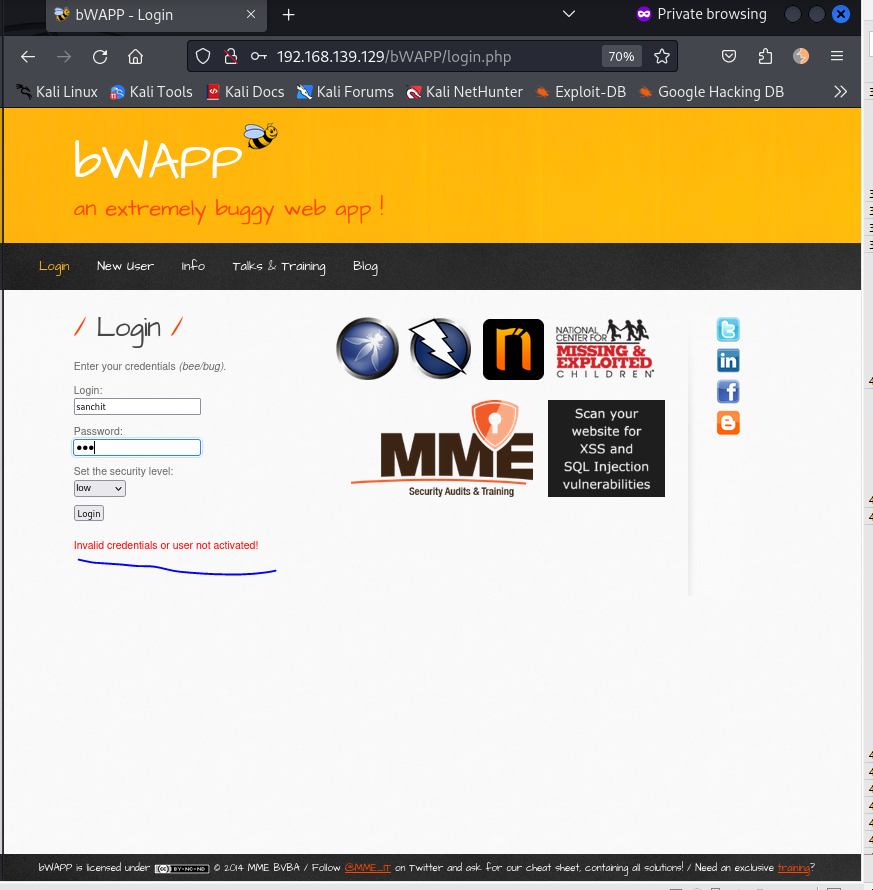 bWAPP - Login
Private browsing
192.168.139.129/bWAPP/login.php
70%
Kali Linux
Kali Tools
Kali Docs
Kali Forums
Kali NetHunter
Exploit-DB
Google Hacking DB
bWAPP
an extremely buggy web app !
Login
New User
Info
Talks & Training
Blog
/ Login /
Enter your credentials (bee/bug).
Login:
sanchit
Password:
•••
Set the security level:
low
Login
Invalid credentials or user not activated!
NATIONAL CENTER FOR
MISSING & EXPLOITED
CHILDREN®
MME
Security Audits & Training
Scan your
website for
XSS and
SQL Injection
vulnerabilities
bWAPP is licensed under BY-NC-ND © 2014 MME BVBA / Follow @MME_IT on Twitter and ask for our cheat sheet, containing all solutions! / Need an exclusive training?